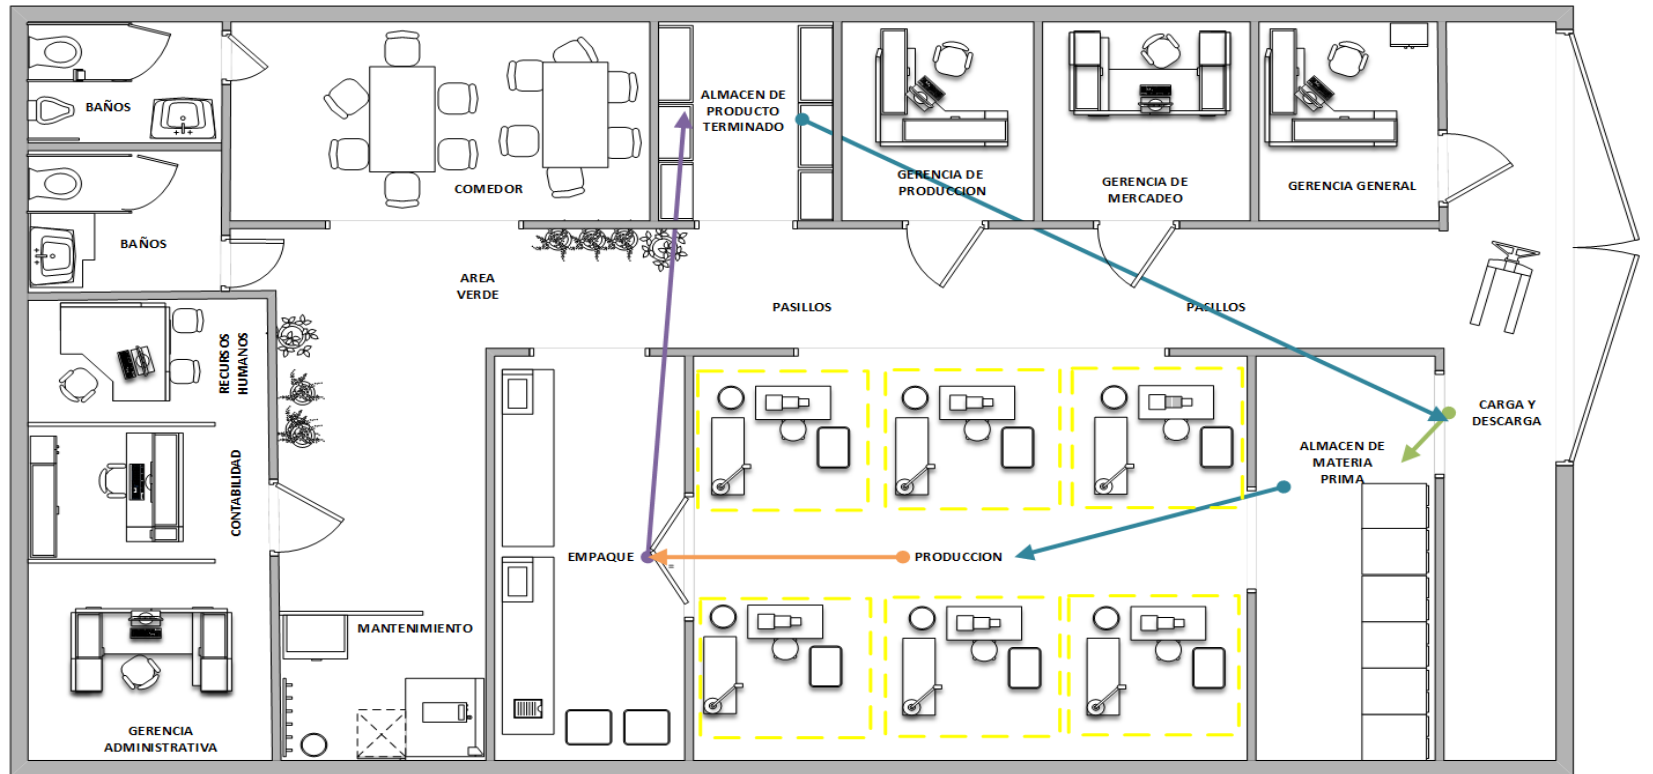 BAÑOS
COMEDOR
ALMACEN DE
PRODUCTO
TERMINADO
GERENCIA DE
PRODUCCION
GERENCIA DE
MERCADEO
GERENCIA GENERAL
BAÑOS
AREA
VERDE
PASILLOS
PASILLOS
RECURSOS
HUMANOS
CONTABILIDAD
CARGA Y
DESCARGA
ALMACEN DE
MATERIA
PRIMA
EMPAQUE
PRODUCCION
MANTENIMIENTO
GERENCIA
ADMINISTRATIVA